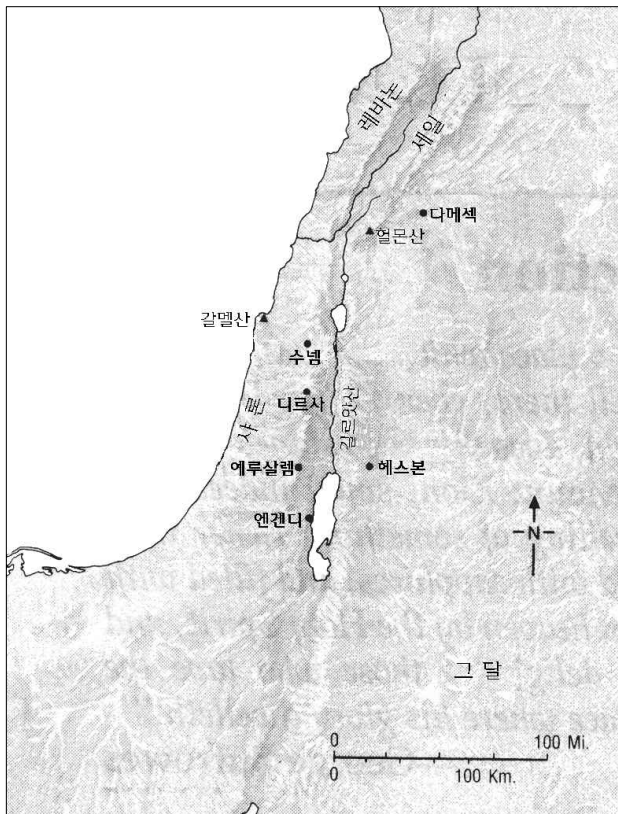 레바논
세일
다메섹
헐몬산
갈멜산
수넴
디르사
샤 론
길르앗산
예루살렘
헤스본
엔겐디
N
그 달
0 100 Mi.
0 100 Km.